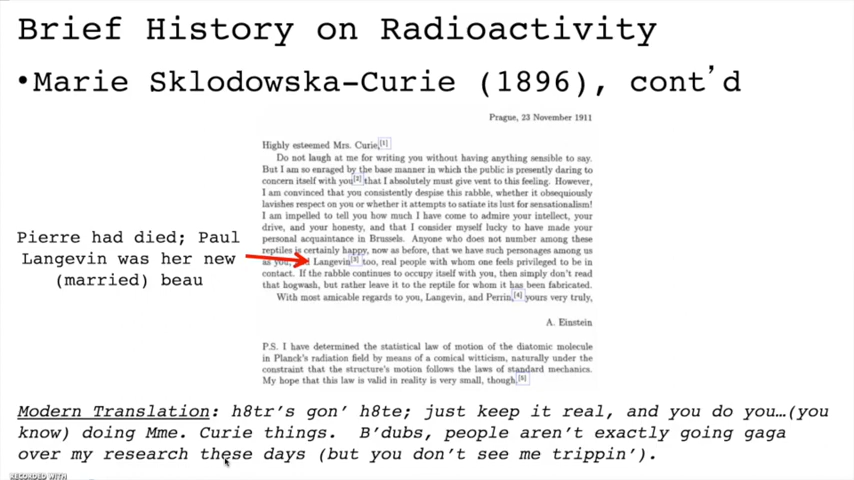 Brief History on Radioactivity
•Marie Sklodowska-Curie (1896), cont’d
Prague, 23 November 1911
Highly esteemed Mrs. Curie,[1]
Do not laugh at me for writing you without having anything sensible to say.
But I am so enraged by the base manner in which the public is presently daring to
concern itself with you[2] that I absolutely must give vent to this feeling. However,
I am convinced that you consistently despise this rabble, whether it obsequiously
lavishes respect on you or whether it attempts to satiate its lust for sensationalism!
I am impelled to tell you how much I have come to admire your intellect, your
drive, and your honesty, and that I consider myself lucky to have made your
personal acquaintance in Brussels. Anyone who does not number among these
reptiles is certainly happy, now as before, that we have such personages among us
as you, Langevin[3] too, real people with whom one feels privileged to be in
contact. If the rabble continues to occupy itself with you, then simply don't read
that hogwash, but rather leave it to the reptile for whom it has been fabricated.
With most amicable regards to you, Langevin, and Perrin,[4] yours very truly,
A. Einstein
P.S. I have determined the statistical law of motion of the diatomic molecule
in Planck's radiation field by means of a comical witticism, naturally under the
constraint that the structure's motion follows the laws of standard mechanics.
My hope that this law is valid in reality is very small, though.[5]
Pierre had died; Paul
Langevin was her new
(married) beau
Modern Translation: h8tr’s gon’ h8te; just keep it real, and you do you…(you
know) doing Mme. Curie things. B’dubs, people aren’t exactly going gaga
over my research these days (but you don’t see me trippin’).
RECORDED WITH